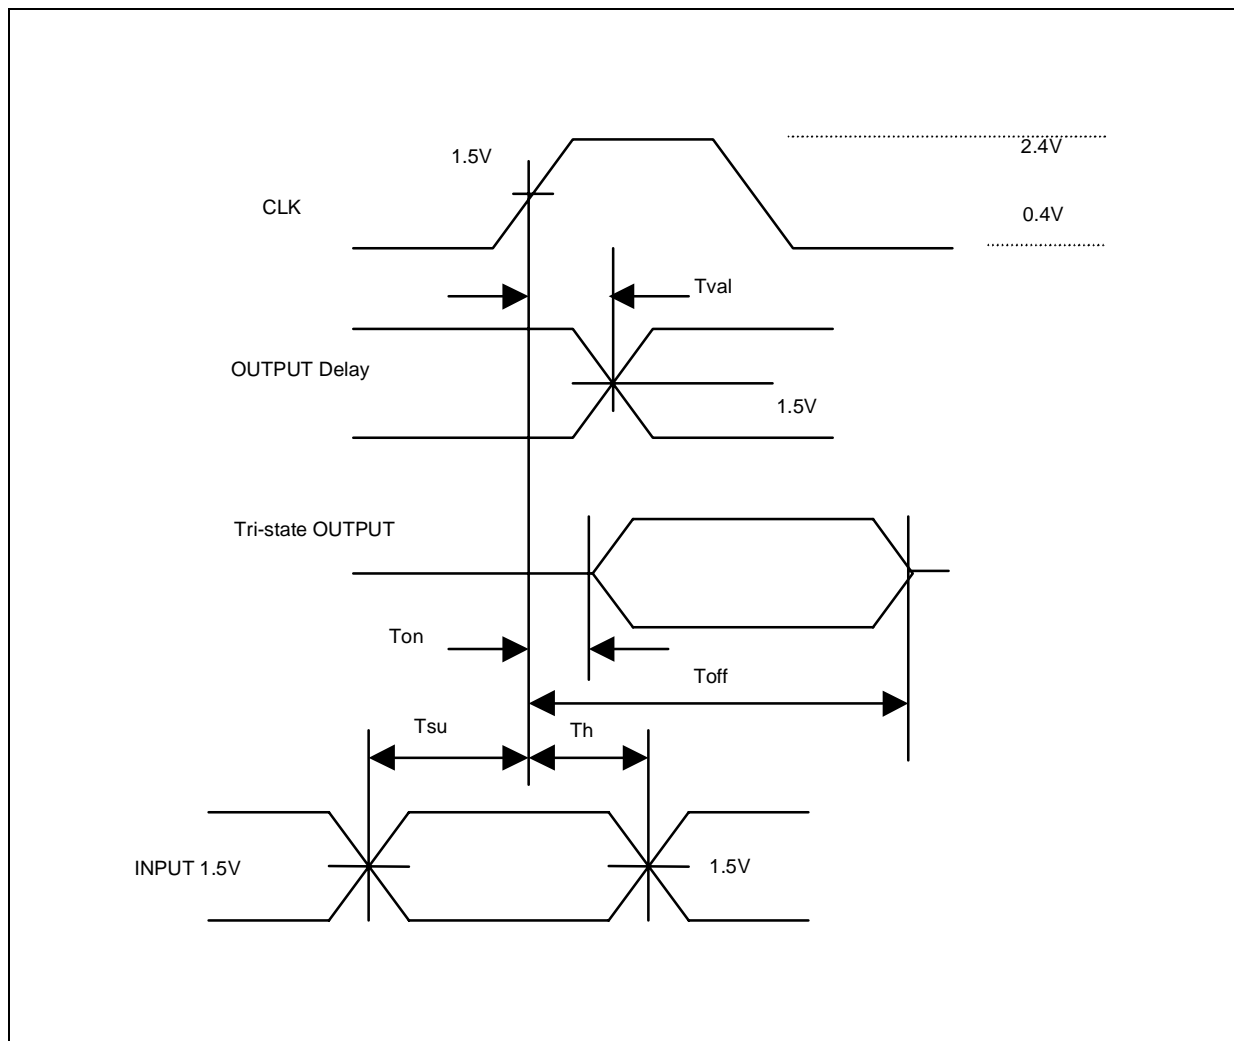 1.5V
2.4V
CLK
0.4V
Tval
OUTPUT Delay
1.5V
Tri-state OUTPUT
Ton
Toff
Tsu
Th
INPUT 1.5V
1.5V